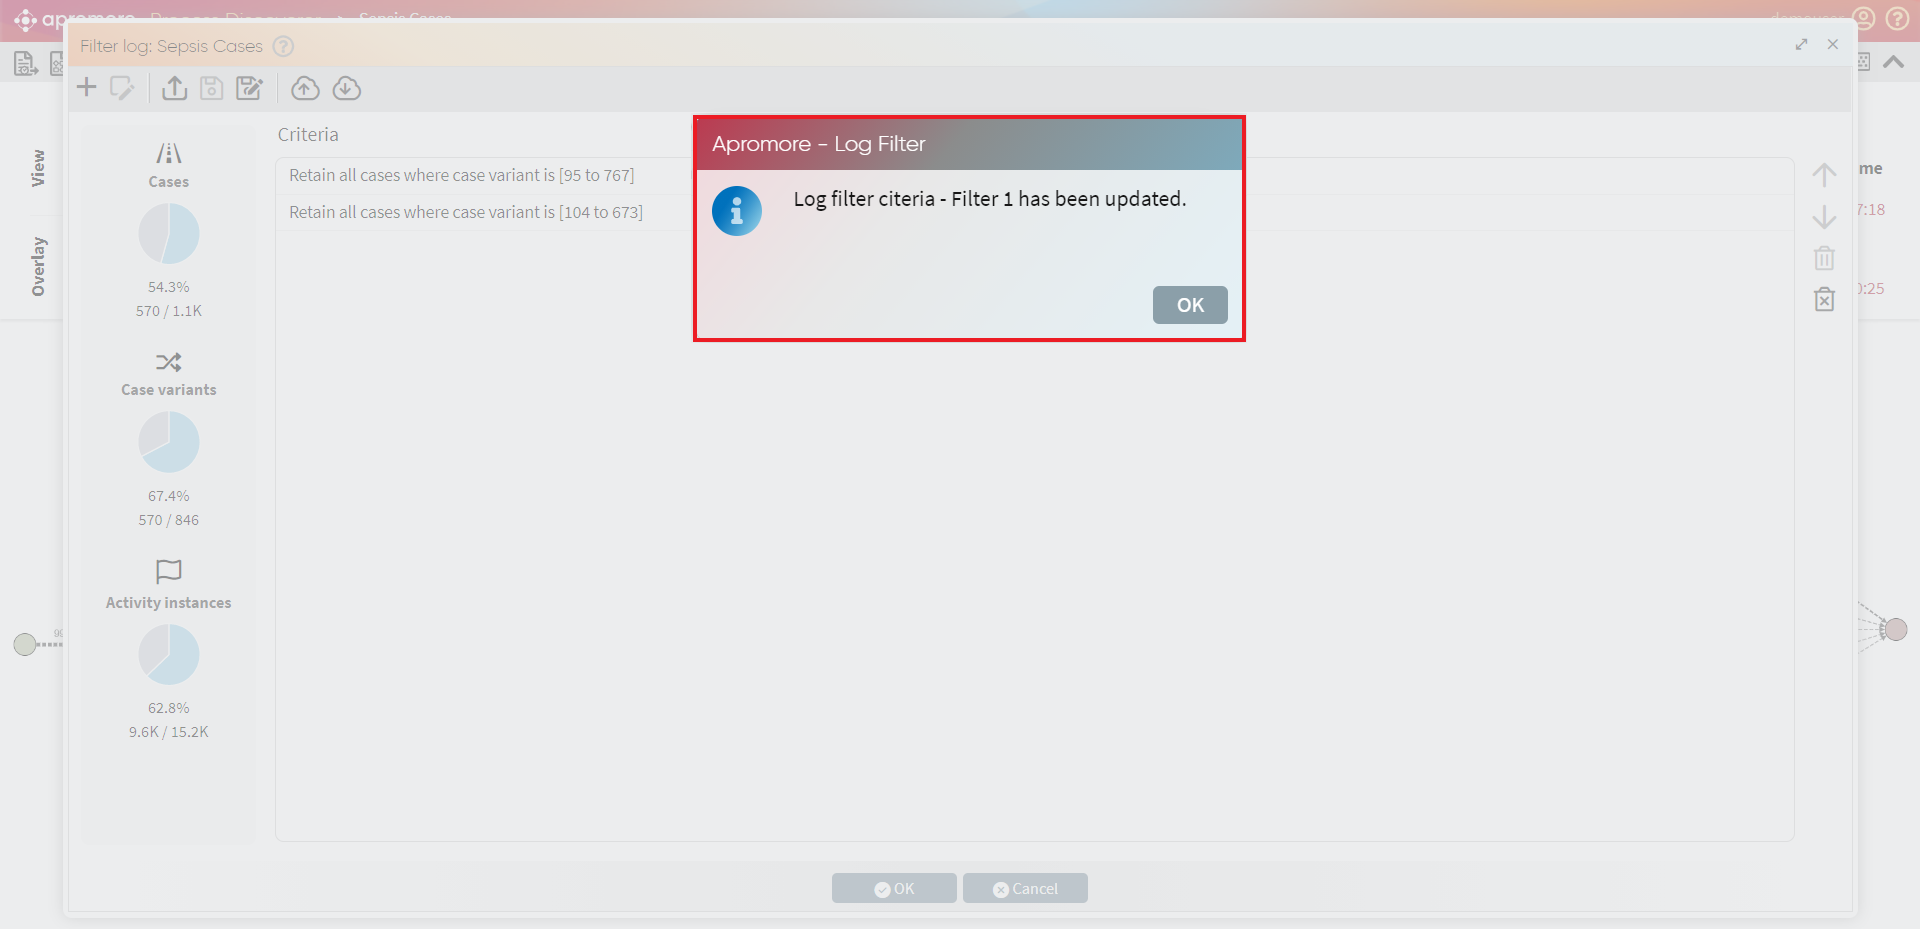 apromore Process Discoverer > Sepsis Cases
Filter log: Sepsis Cases ?
View
Overlay
Cases
54.3%
570 / 1.1K
Case variants
67.4%
570 / 846
Activity instances
62.8%
9.6K / 15.2K
Criteria
Retain all cases where case variant is [95 to 767]
Retain all cases where case variant is [104 to 673]
Apromore - Log Filter
Log filter citeria - Filter 1 has been updated.
OK
OK
Cancel
me
7:18
0:25